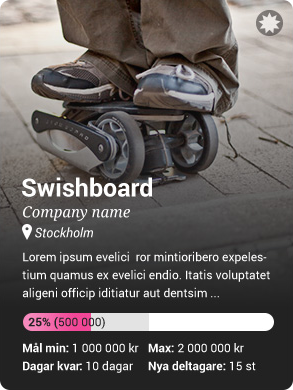 Swishboard
Company name
Stockholm
Lorem ipsum evelici ror mintioribero expeles-
tium quamus ex evelici endio. Itatis voluptatet
aligeni officip iditiatur aut dentsim ...
25% (500 000)
Mål min: 1 000 000 kr Max: 2 000 000 kr
Dagar kvar: 10 dagar Nya deltagare: 15 st